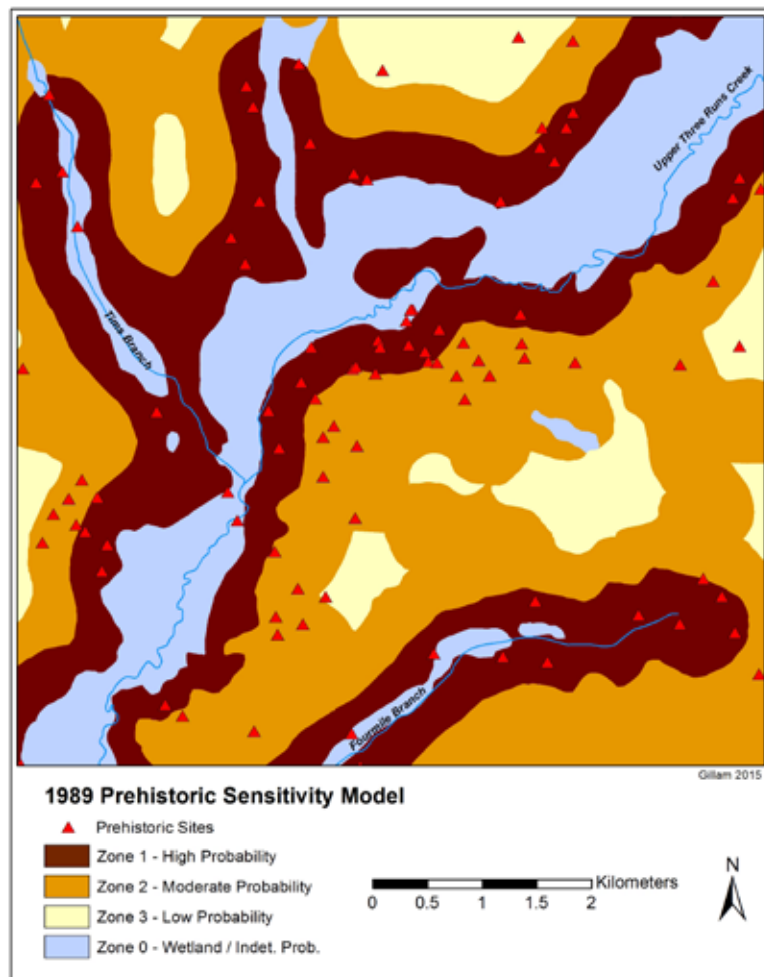 Upper Three Runs Creek
Tims Branch
Fourmile Branch
Gillam 2015
1989 Prehistoric Sensitivity Model
Prehistoric Sites
Zone 1 - High Probability
Zone 2 - Moderate Probability
Zone 3 - Low Probability
Zone 0 - Wetland / Indet. Prob.
Kilometers
0 0.5 1 1.5 2
N